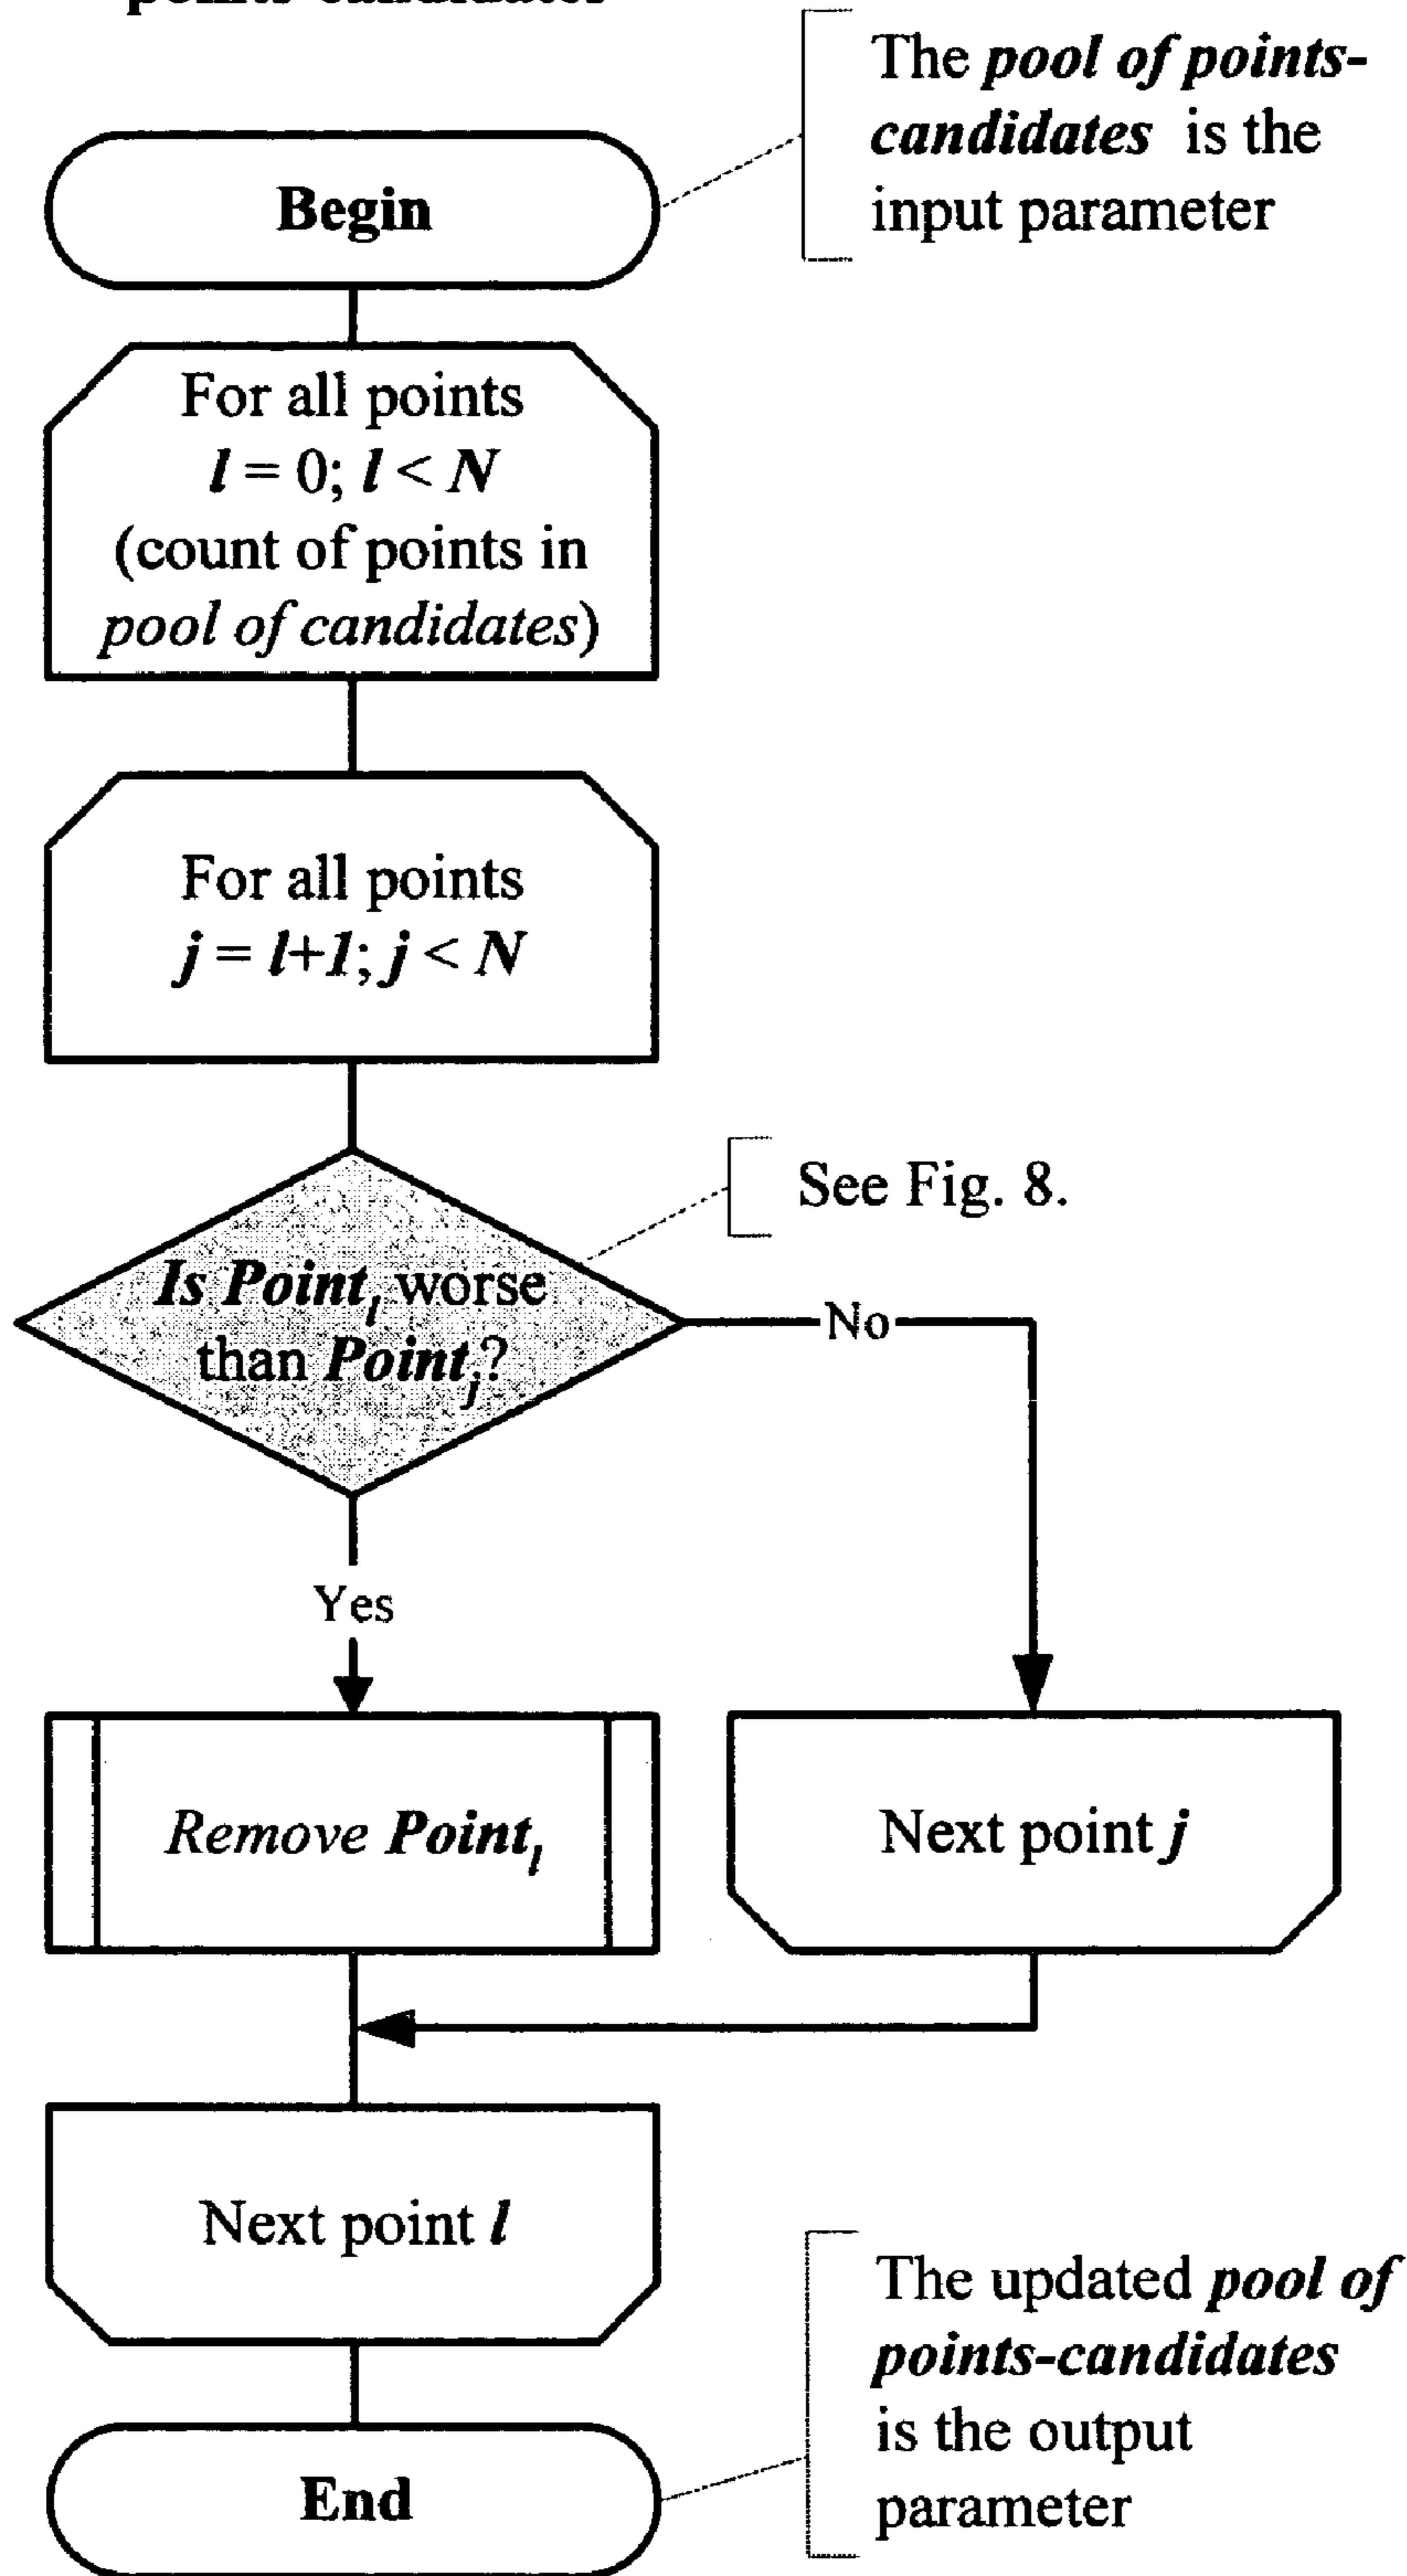 The pool of points-
candidates is the
input parameter
Begin
For all points
l = 0; l < N
(count of points in
pool of candidates)
For all points
j = l+1; j < N
See Fig. 8.
Is Point_l worse
than Point_j?
No
Yes
Remove Point_l
Next point j
Next point l
The updated pool of
points-candidates
is the output
parameter
End